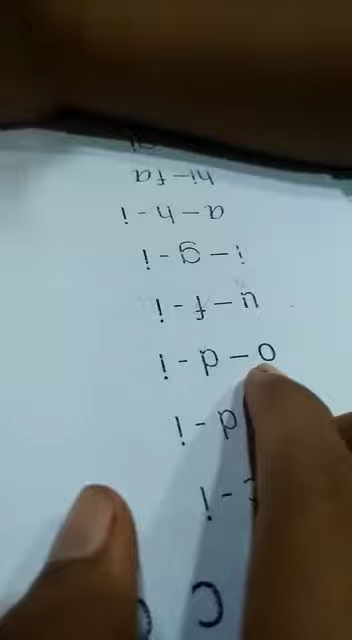 C
- i
d - i
o – d - i
u – f - i
i – g - i
a – h - i
hi – fa